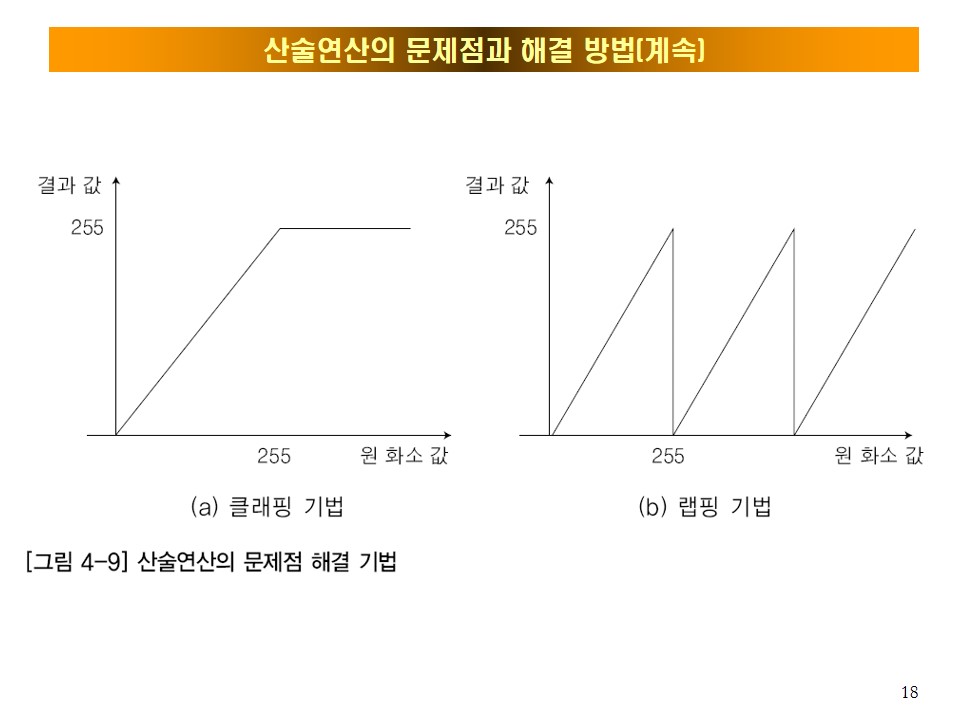 산술연산의 문제점과 해결 방법(계속)
결과 값
255
255
원 화소 값
(a) 클래핑 기법
결과 값
255
255
원 화소 값
(b) 랩핑 기법
[그림 4-9] 산술연산의 문제점 해결 기법
18